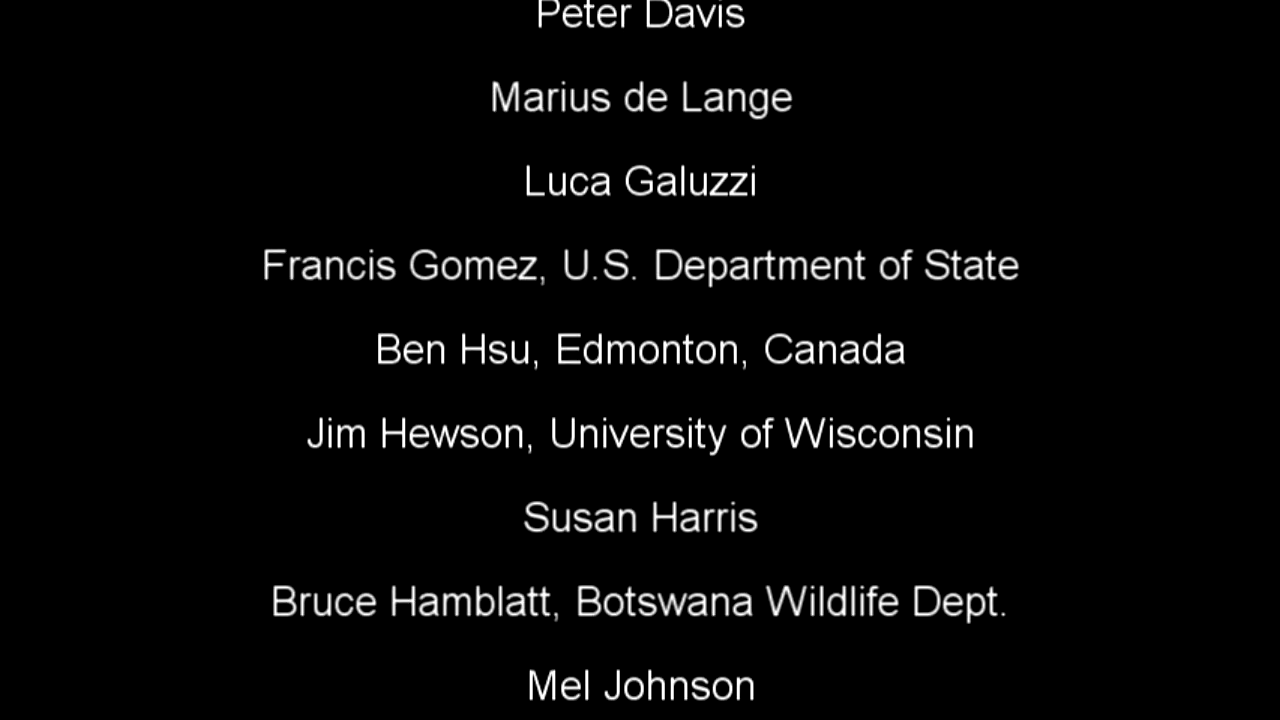 Peter Davis
Marius de Lange
Luca Galuzzi
Francis Gomez, U.S. Department of State
Ben Hsu, Edmonton, Canada
Jim Hewson, University of Wisconsin
Susan Harris
Bruce Hamblatt, Botswana Wildlife Dept.
Mel Johnson